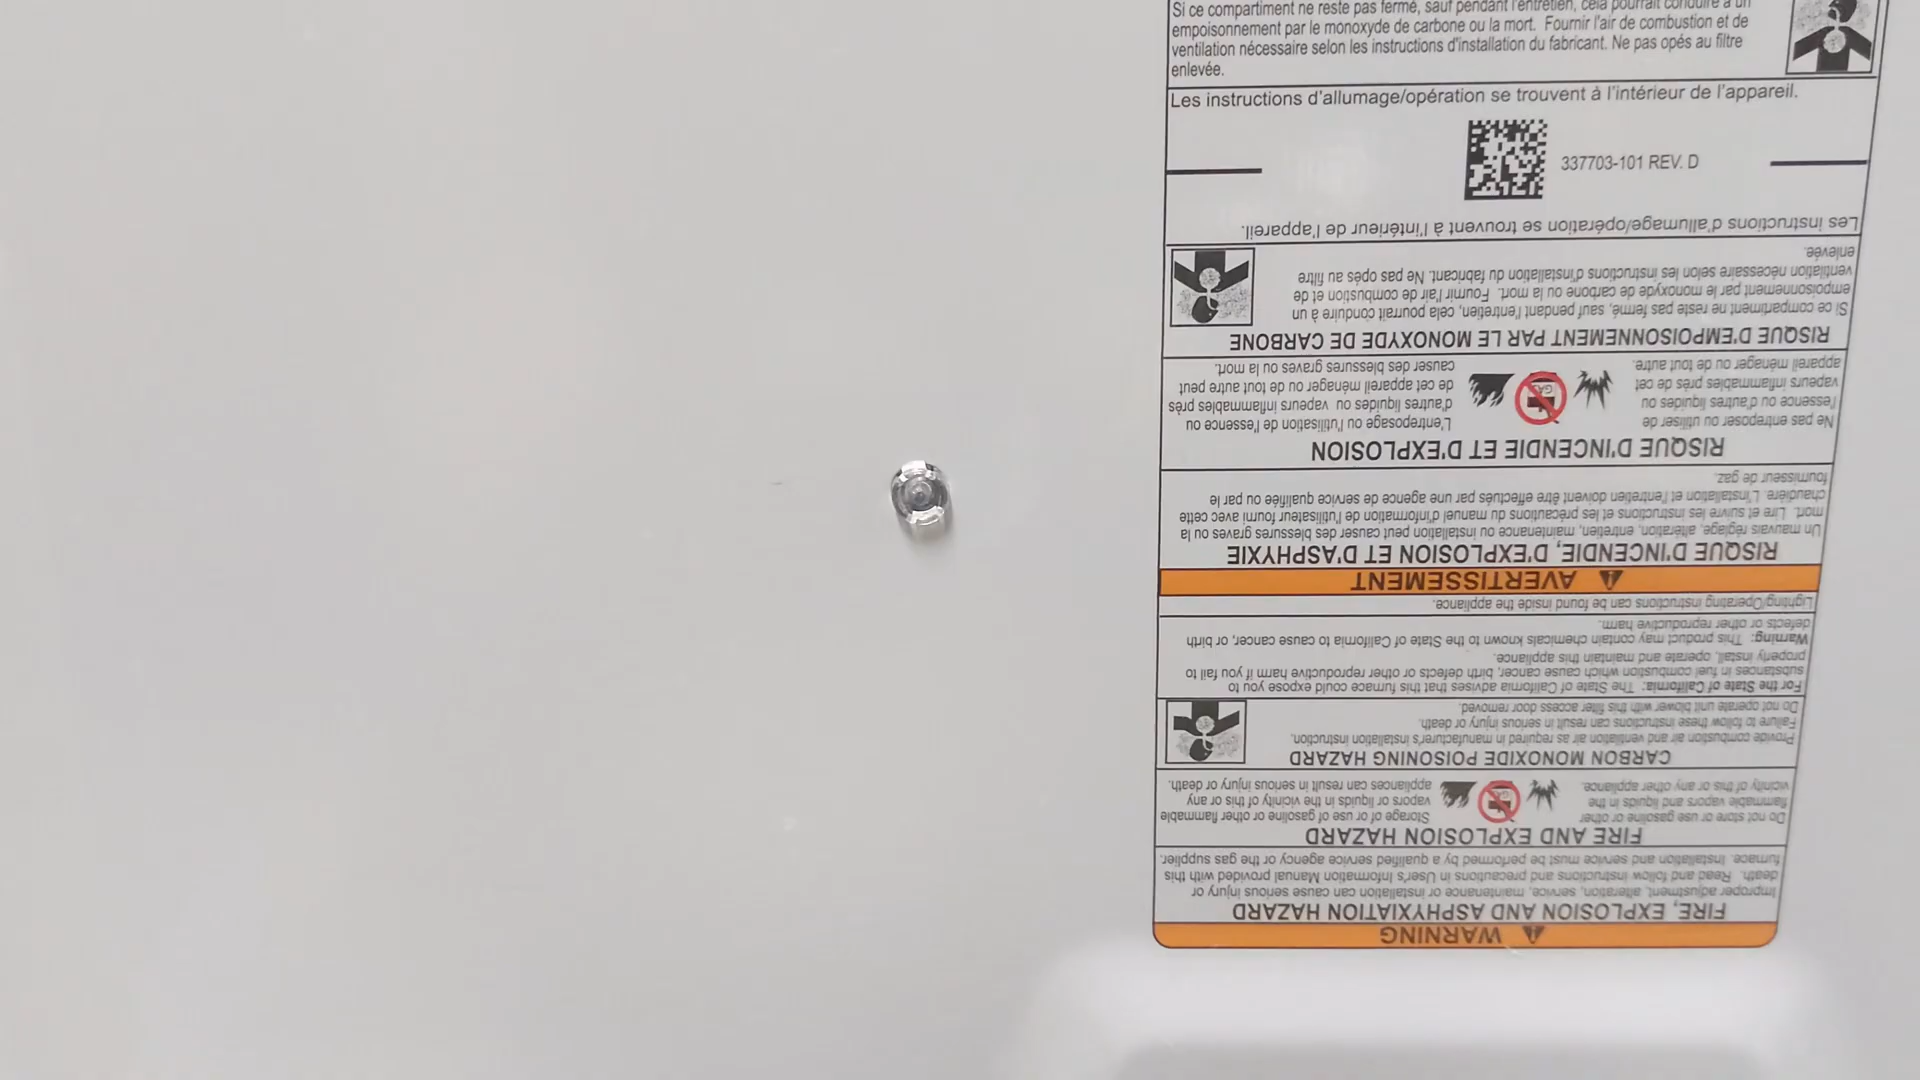 Si ce compartiment ne reste pas fermé, sauf pendant l'entretien, cela pourrait conduire à un
empoisonnement par le monoxyde de carbone ou la mort. Fournir l'air de combustion et de
ventilation nécessaire selon les instructions d'installation du fabricant. Ne pas opés au filtre
enlevée.
Les instructions d'allumage/opération se trouvent à l'intérieur de l'appareil.
337703-101 REV. D
WARNING
FIRE, EXPLOSION AND ASPHYXIATION HAZARD
Improper adjustment, alteration, service, maintenance or installation can cause serious injury or
death. Read and follow instructions and precautions in User's Information Manual provided with this
furnace. Installation and service must be performed by a qualified service agency or the gas supplier.
FIRE AND EXPLOSION HAZARD
Do not store or use gasoline or other
flammable vapors and liquids in the
vicinity of this or any other appliance.
GAS
Storage of or use of gasoline or other flammable
vapors or liquids in the vicinity of this or any
appliances can result in serious injury or death.
CARBON MONOXIDE POISONING HAZARD
Provide combustion air and ventilation air as required in manufacturer's installation instruction.
Failure to follow these instructions can result in serious injury or death.
Do not operate unit blower with this filter access door removed.
For the State of California: The State of California advises that this furnace could expose you to
substances in fuel combustion which cause cancer, birth defects or other reproductive harm if you fail to
properly install, operate and maintain this appliance.
Warning: This product may contain chemicals known to the State of California to cause cancer, or birth
defects or other reproductive harm.
Lighting/Operating instructions can be found inside the appliance.
AVERTISSEMENT
RISQUE D'INCENDIE, D'EXPLOSION ET D'ASPHYXIE
Un mauvais réglage, altération, entretien, maintenance ou installation peut causer des blessures graves ou la
mort. Lire et suivre les instructions et les précautions du manuel d'information de l'utilisateur fourni avec cette
chaudière. L'installation et l'entretien doivent être effectués par une agence de service qualifiée ou par le
fournisseur de gaz.
RISQUE D'INCENDIE ET D'EXPLOSION
Ne pas entreposer ou utiliser de
l'essence ou d'autres liquides ou
vapeurs inflammables près de cet
appareil ménager ou de tout autre.
GAS
L'entreposage ou l'utilisation de l'essence ou
d'autres liquides ou vapeurs inflammables près
de cet appareil ménager ou de tout autre peut
causer des blessures graves ou la mort.
RISQUE D'EMPOISONNEMENT PAR LE MONOXYDE DE CARBONE
Si ce compartiment ne reste pas fermé, sauf pendant l'entretien, cela pourrait conduire à un
empoisonnement par le monoxyde de carbone ou la mort. Fournir l'air de combustion et de
ventilation nécessaire selon les instructions d'installation du fabricant. Ne pas opés au filtre
enlevée.
Les instructions d'allumage/opération se trouvent à l'intérieur de l'appareil.